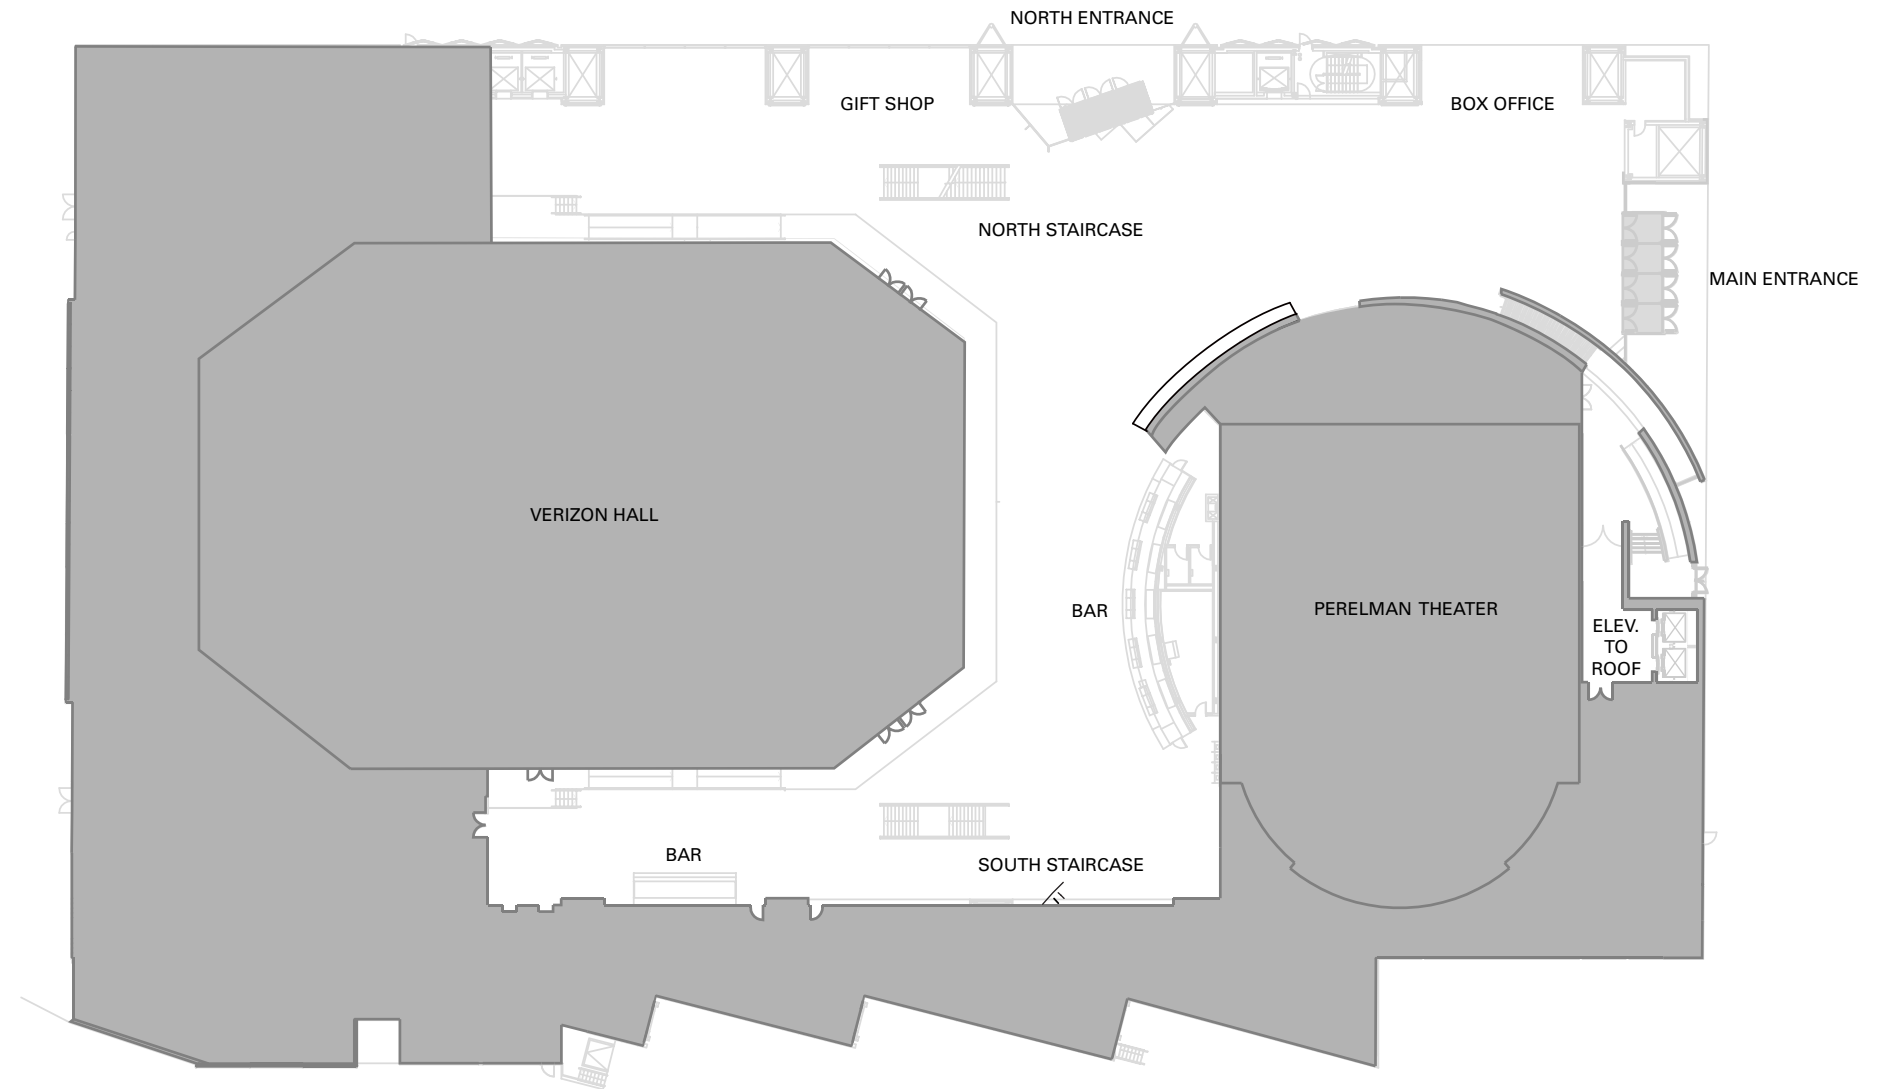 NORTH ENTRANCE
GIFT SHOP
BOX OFFICE
NORTH STAIRCASE
MAIN ENTRANCE
VERIZON HALL
BAR
PERELMAN THEATER
ELEV.
TO
ROOF
BAR
SOUTH STAIRCASE